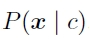 P(x | c)